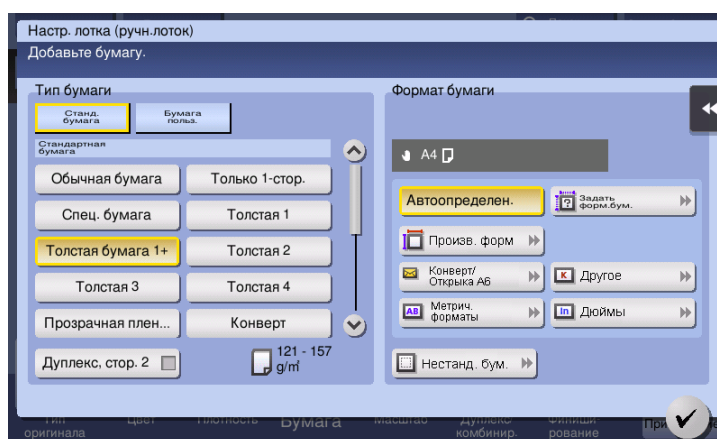 Настр. лотка (ручн.лоток)
Добавьте бумагу.
Тип бумаги
Формат бумаги
Станд.
бумага
Бумага
польз.
Стандартная
бумага
A4
Обычная бумага
Только 1-стор.
Автоопределен.
Задать
форм.бум.
Спец. бумага
Толстая 1
Произв. форм
Толстая бумага 1+
Толстая 2
Конверт/
Открыка A6
Другое
Толстая 3
Толстая 4
Метрич.
форматы
Дюймы
Прозрачная плен...
Конверт
Дуплекс, стор. 2
121 - 157
g/m²
Нестанд. бум.
Тип
оригинала
Цвет
Плотность
Бумага
Масштаб
Дуплекс/
комбинир.
Финиши-
рование